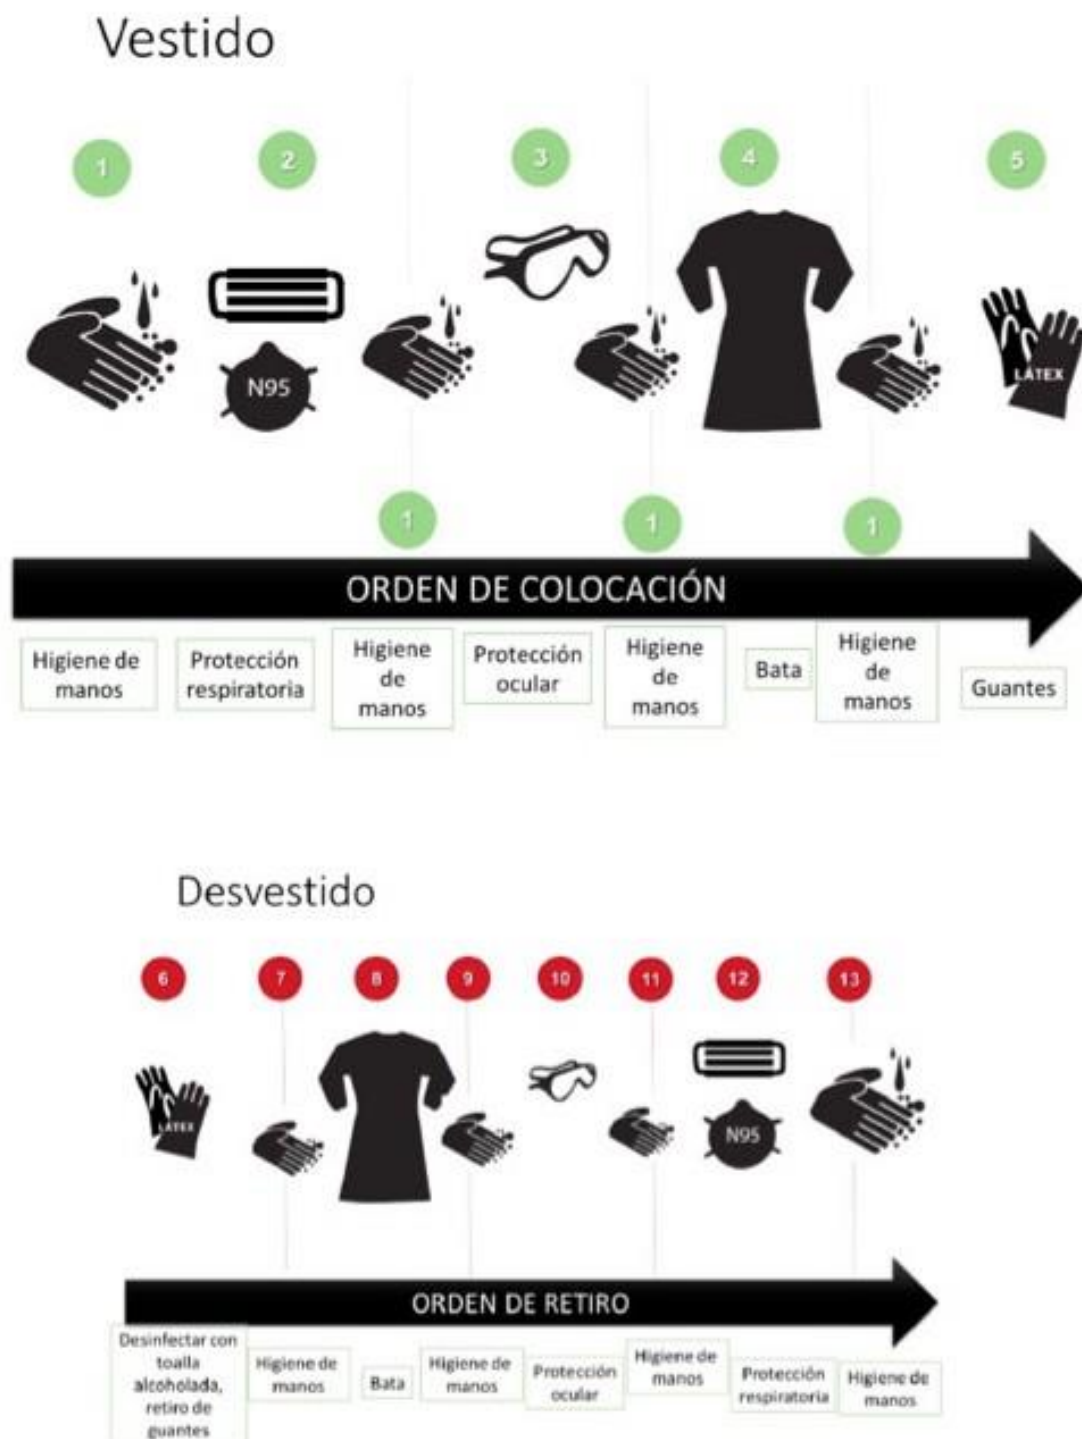 Vestido
1
2
3
4
5
N95
LATEX
1
1
1
ORDEN DE COLOCACIÓN
Higiene de
manos
Protección
respiratoria
Higiene
de
manos
Protección
ocular
Higiene
de
manos
Bata
Higiene
de
manos
Guantes
Desvestido
6
7
8
9
10
11
12
13
LATEX
N95
ORDEN DE RETIRO
Desinfectar con
toalla
alcoholada,
retiro de
guantes
Higiene de
manos
Bata
Higiene de
manos
Protección
ocular
Higiene de
manos
Protección
respiratoria
Higiene de
manos